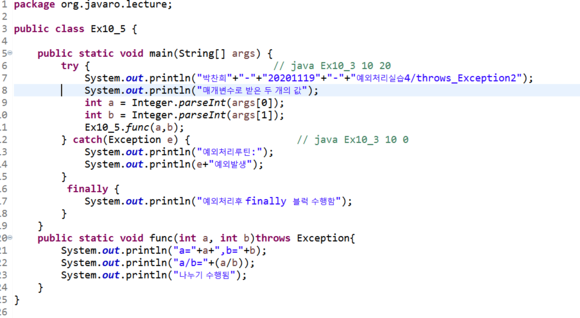 1 package org.javaro.lecture;
2
3 public class Ex10_5 {
4
5 public static void main(String[] args) {
6 try { // java Ex10_3 10 20
7 System.out.println("박찬희"+"-"+"20201119"+"-"+"예외처리실습4/throws_Exception2");
8 System.out.println("매개변수로 받은 두 개의 값");
9 int a = Integer.parseInt(args[0]);
10 int b = Integer.parseInt(args[1]);
11 Ex10_5.func(a,b);
12 } catch(Exception e) { // java Ex10_3 10 0
13 System.out.println("예외처리루틴:");
14 System.out.println(e+"예외발생");
15 }
16 finally {
17 System.out.println("예외처리후 finally 블럭 수행함");
18 }
19 }
20 public static void func(int a, int b)throws Exception{
21 System.out.println("a="+a+",b="+b);
22 System.out.println("a/b="+(a/b));
23 System.out.println("나누기 수행됨");
24 }
25 }
26